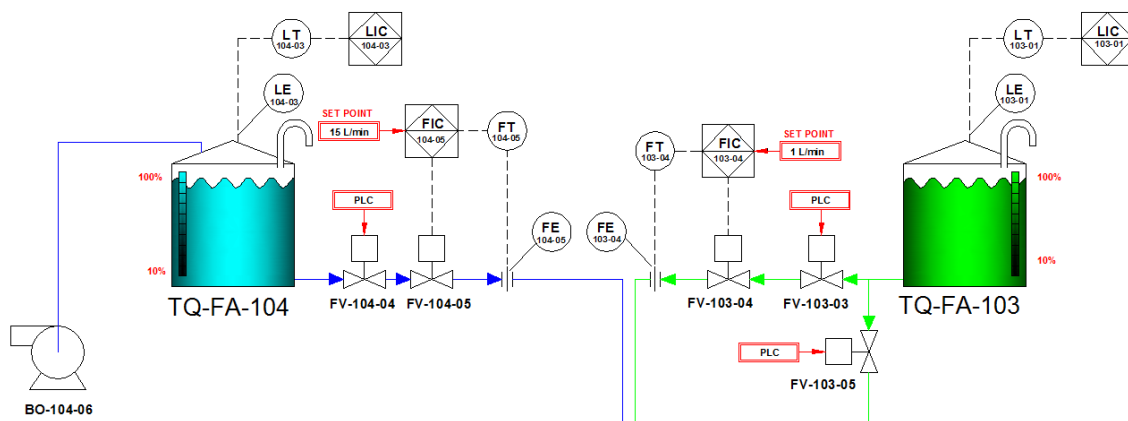 LT
104-03
LIC
104-03
LT
103-01
LIC
103-01
LE
104-03
LE
103-01
SET POINT
15 L/min
FIC
104-05
FT
104-05
FT
103-04
FIC
103-04
SET POINT
1 L/min
100%
10%
PLC
FE
104-05
FE
103-04
PLC
100%
10%
TQ-FA-104
FV-104-04
FV-104-05
FV-103-04
FV-103-03
TQ-FA-103
PLC
FV-103-05
BO-104-06